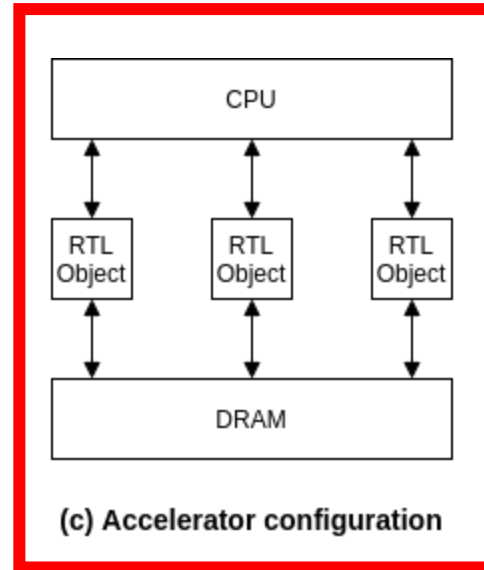 CPU
RTL
Object
RTL
Object
RTL
Object
DRAM
(c) Accelerator configuration